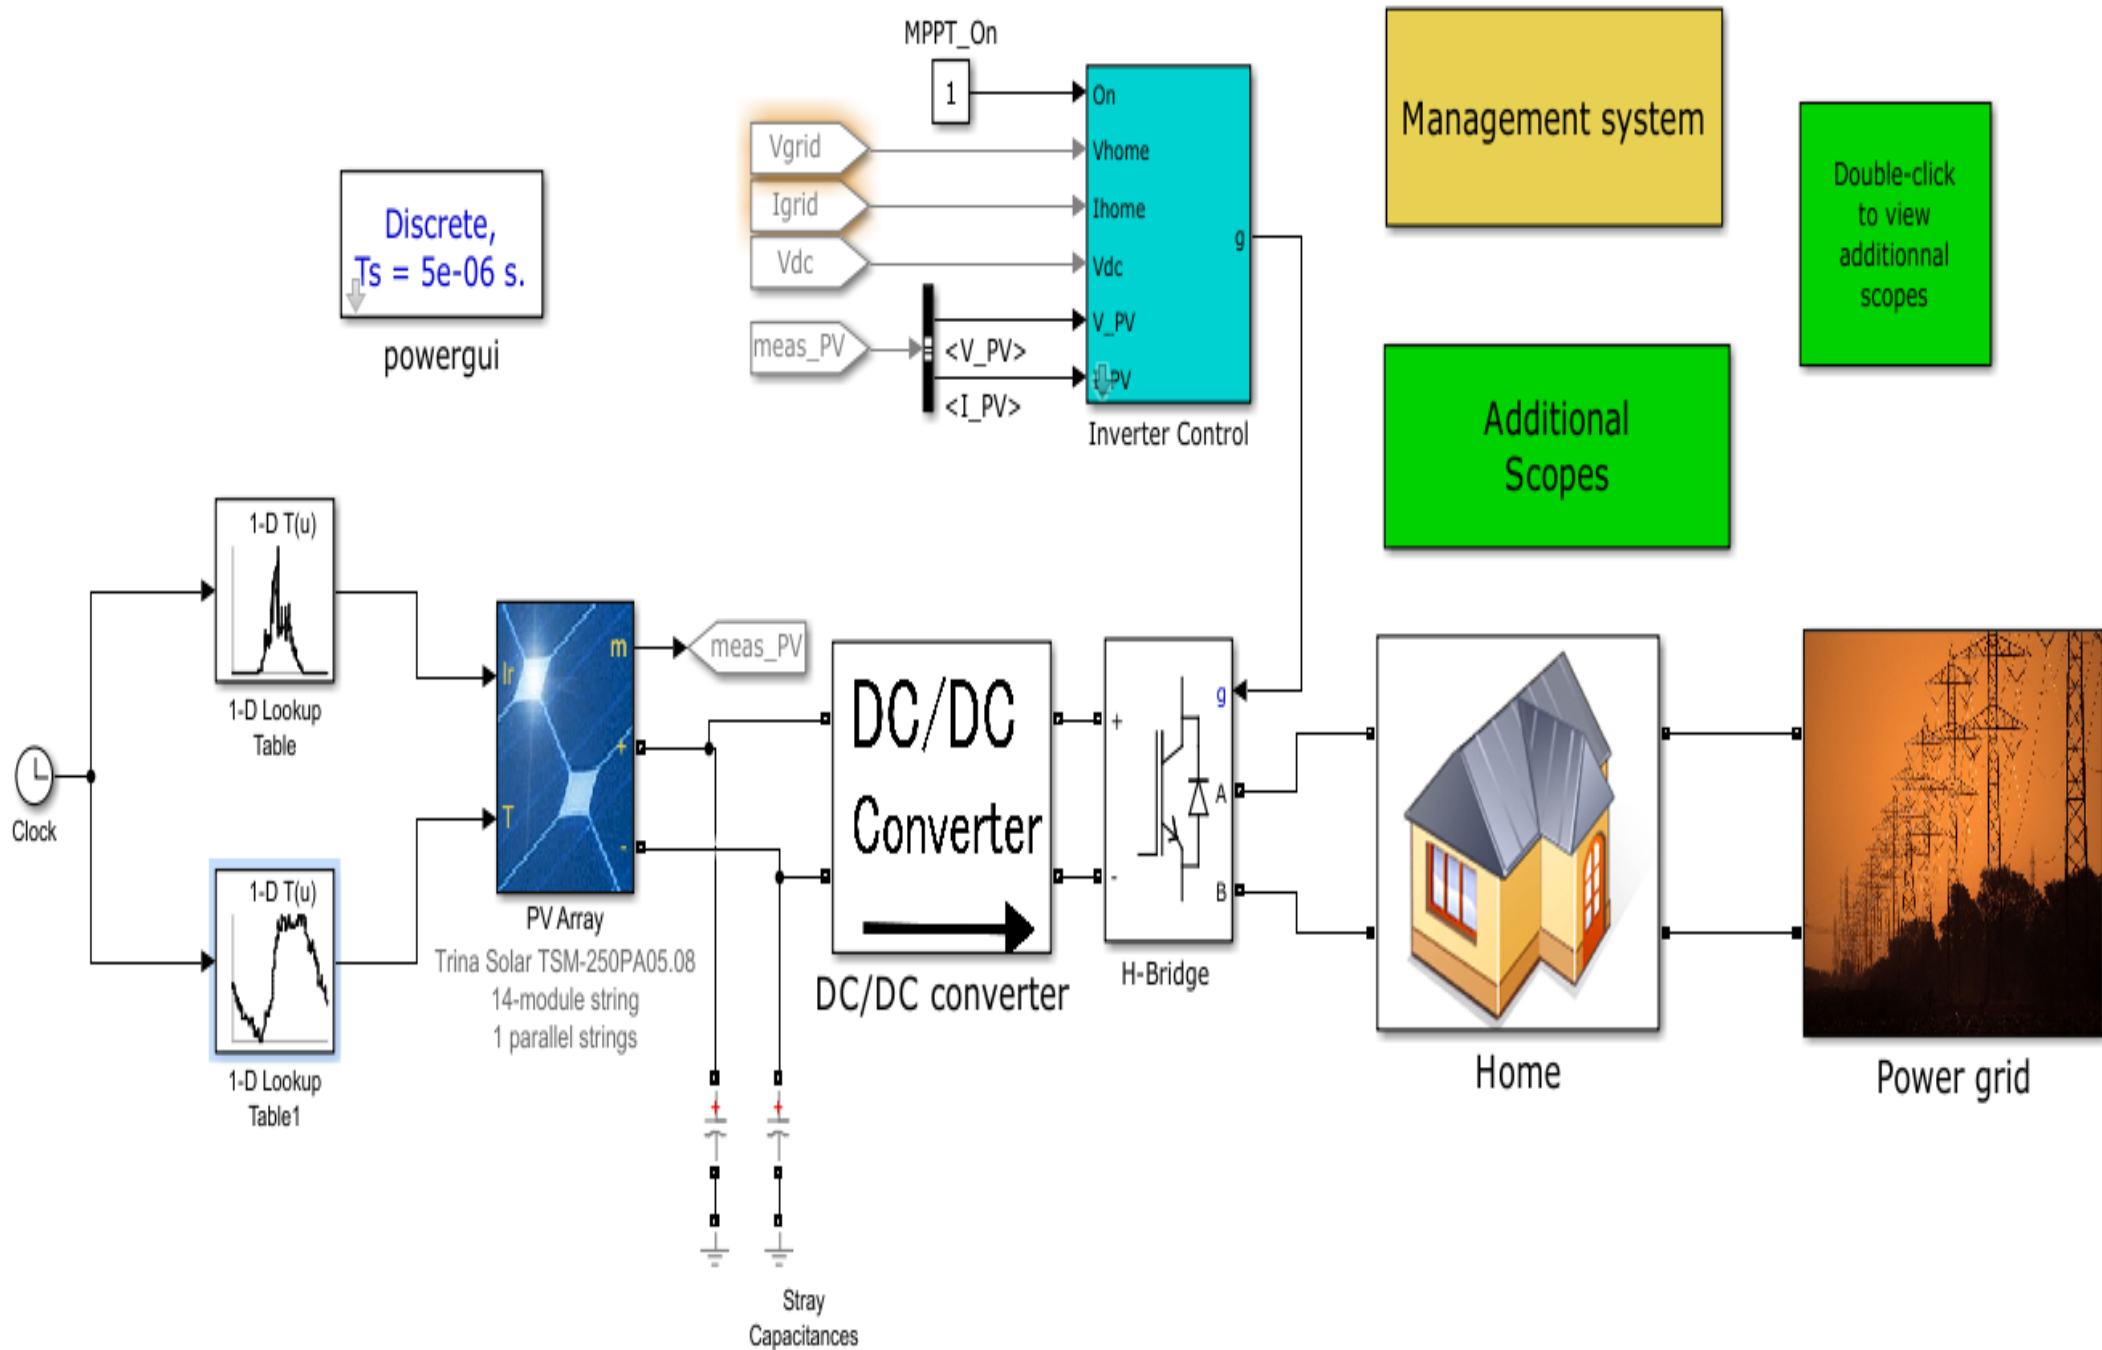 MPPT_On
1
On
Vgrid
Vhome
Igrid
Ihome
Vdc
Vdc
g
meas_PV
V_PV
<V_PV>
PV
<I_PV>
Inverter Control
Management system
Double-click
to view
additionnal
scopes
Additional
Scopes
Discrete,
Ts = 5e-06 s.
powergui
1-D T(u)
1-D Lookup
Table
Clock
1-D T(u)
1-D Lookup
Table1
Ir
T
m
+
-
PV Array
Trina Solar TSM-250PA05.08
14-module string
1 parallel strings
meas_PV
DC/DC
Converter
DC/DC converter
+
-
g
A
B
H-Bridge
Home
Power grid
+
+
Stray
Capacitances